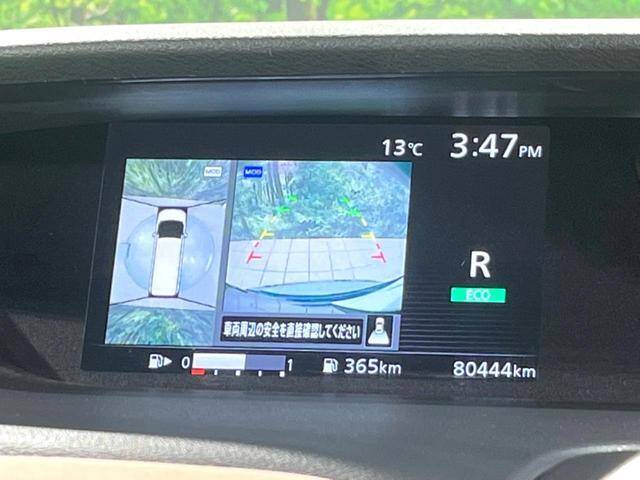 13℃ 3:47PM
MOD MOD
R
ECO
車両周辺の安全を直接確認してください
0 1 365km 80444km